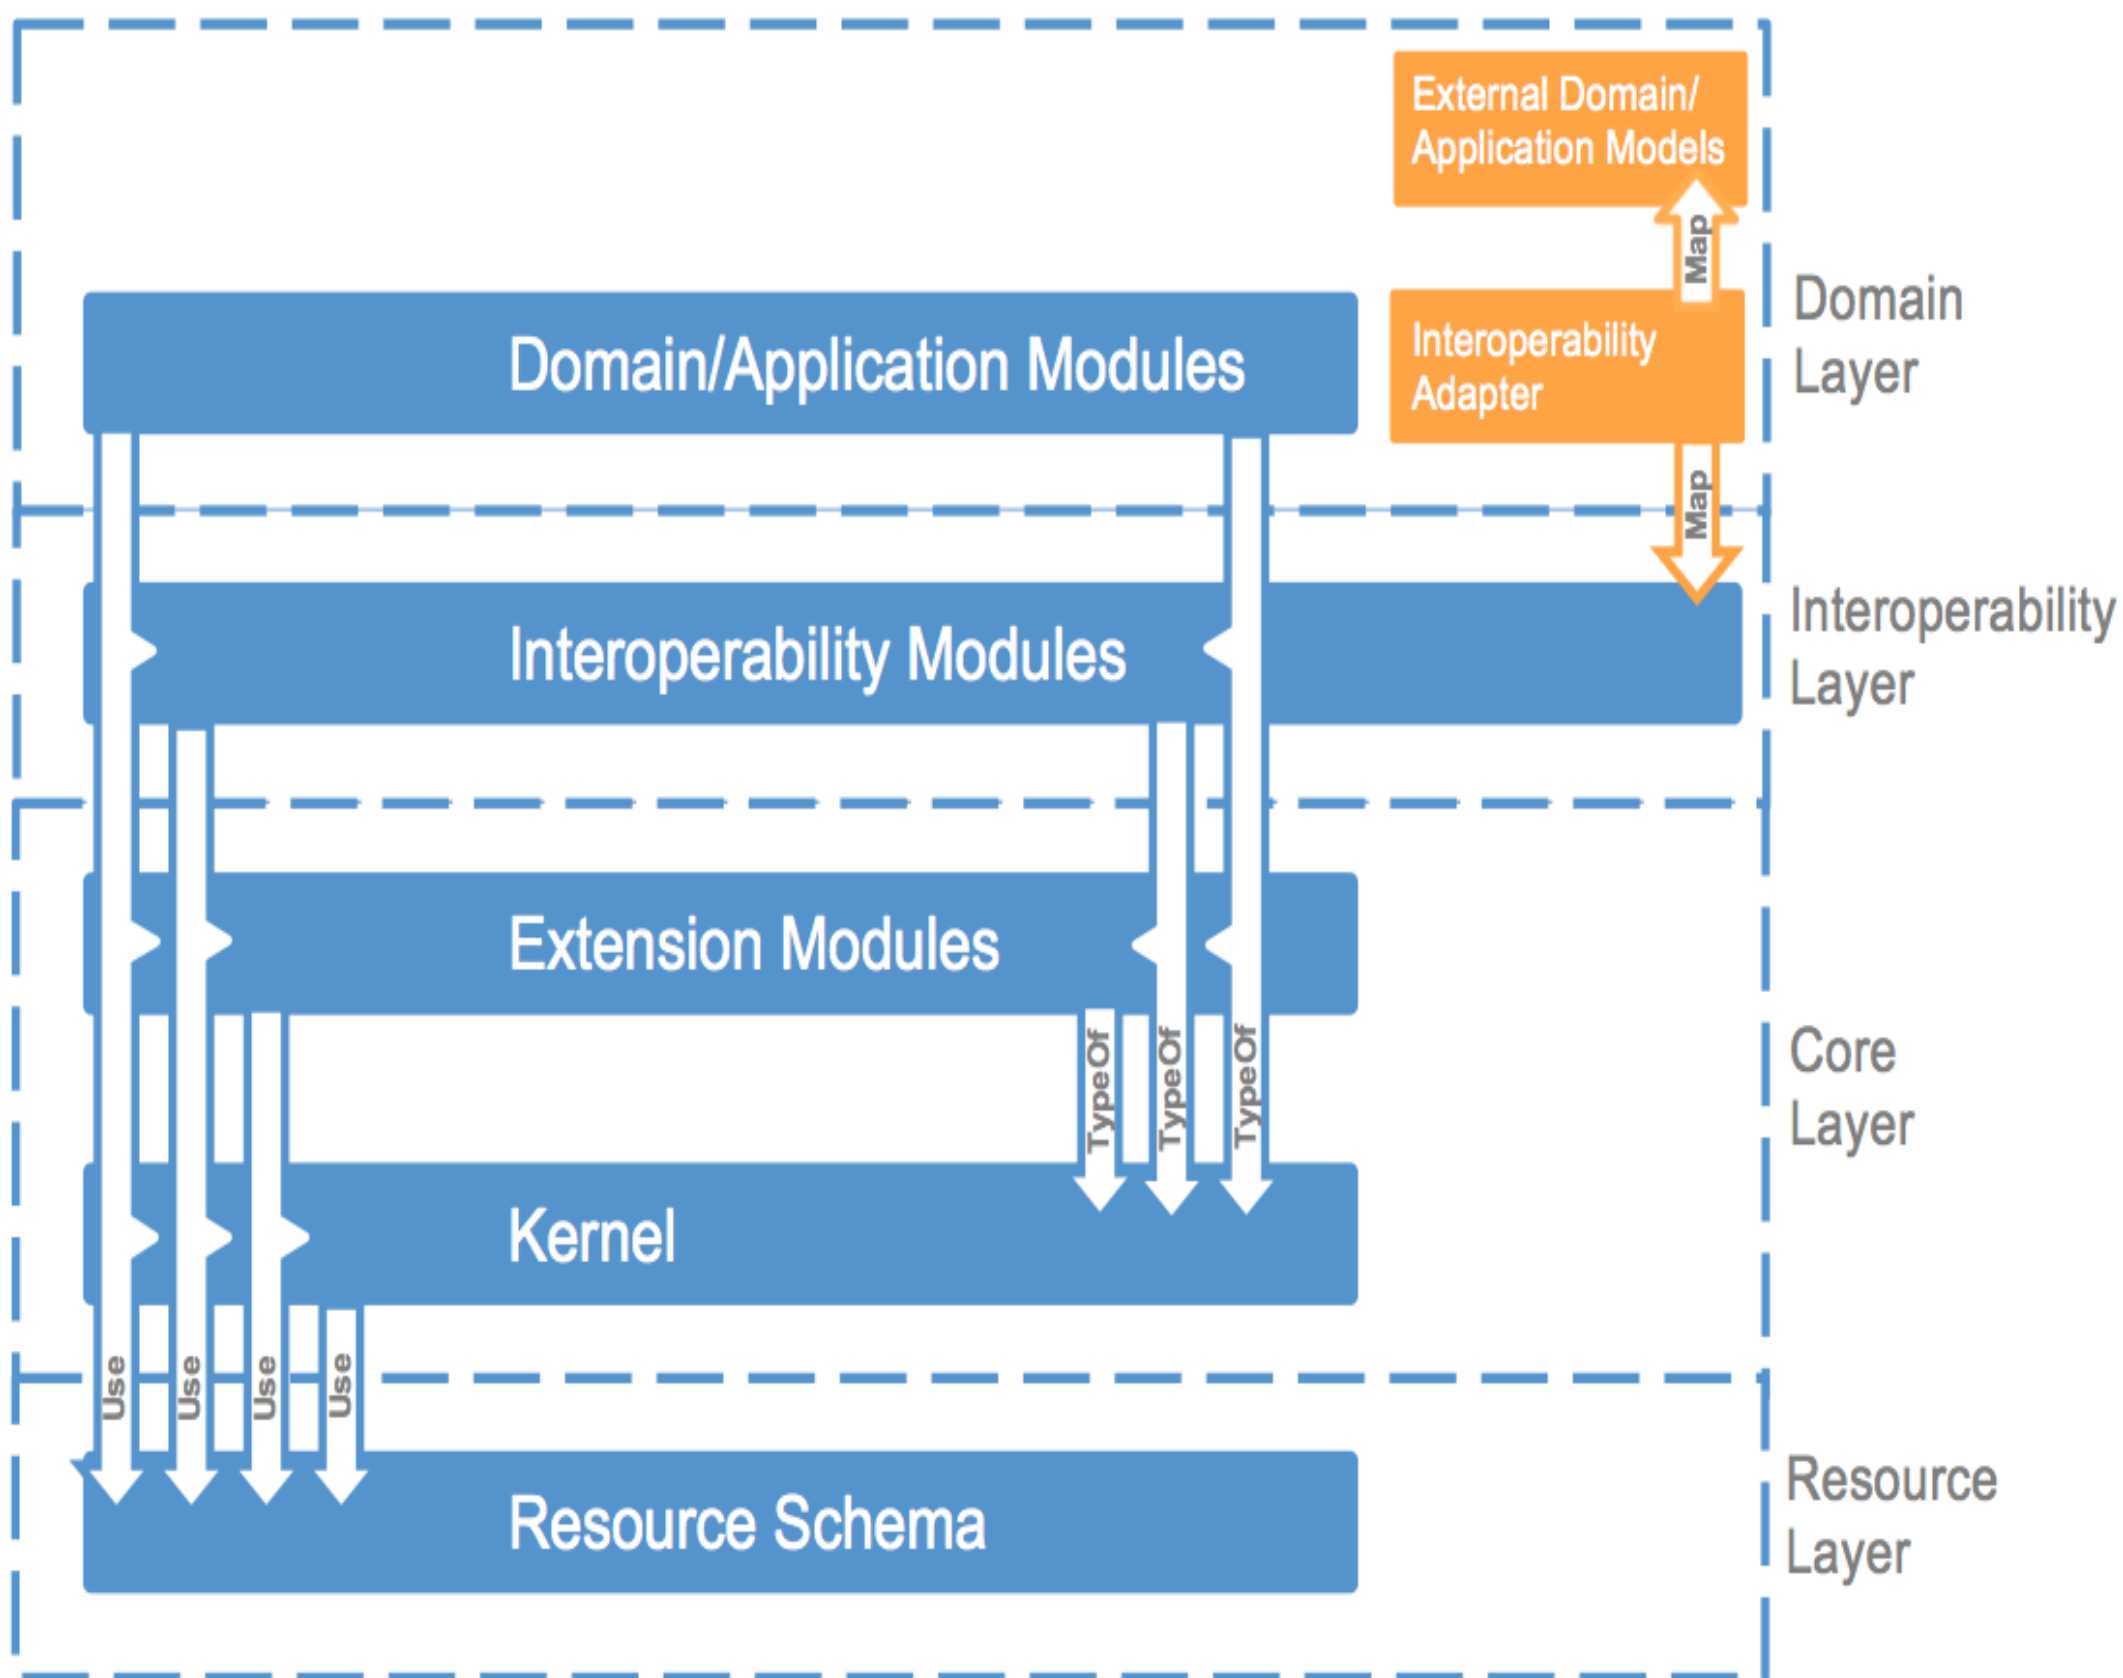 External Domain/
Application Models
Map
Domain
Layer
Domain/Application Modules
Interoperability
Adapter
Map
Interoperability Modules
Interoperability
Layer
Extension Modules
TypeOf
TypeOf
TypeOf
Core
Layer
Kernel
Use
Use
Use
Use
Resource Schema
Resource
Layer